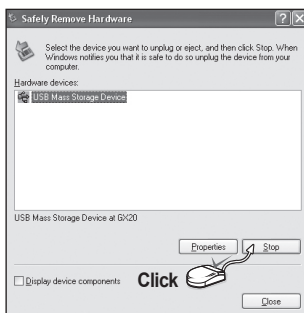 Safely Remove Hardware
Select the device you want to unplug or eject, and then click Stop. When
Windows notifies you that it is safe to do so unplug the device from your
computer.
Hardware devices:
USB Mass Storage Device
USB Mass Storage Device at GX20
Properties
Stop
Display device components
Click
Close